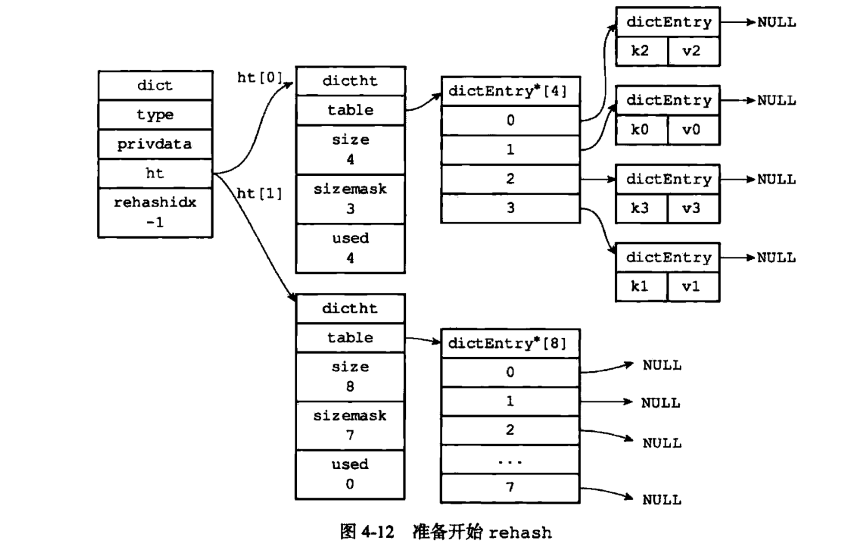 dict
type
privdata
ht
rehashidx
-1
ht[0]
dictht
table
size
4
sizemask
3
used
4
dictEntry*[4]
0
1
2
3
dictEntry
k2 v2
NULL
dictEntry
k0 v0
NULL
dictEntry
k3 v3
NULL
dictEntry
k1 v1
NULL
ht[1]
dictht
table
size
8
sizemask
7
used
0
dictEntry*[8]
0
1
2
...
7
NULL
NULL
NULL
NULL
图 4-12 准备开始 rehash